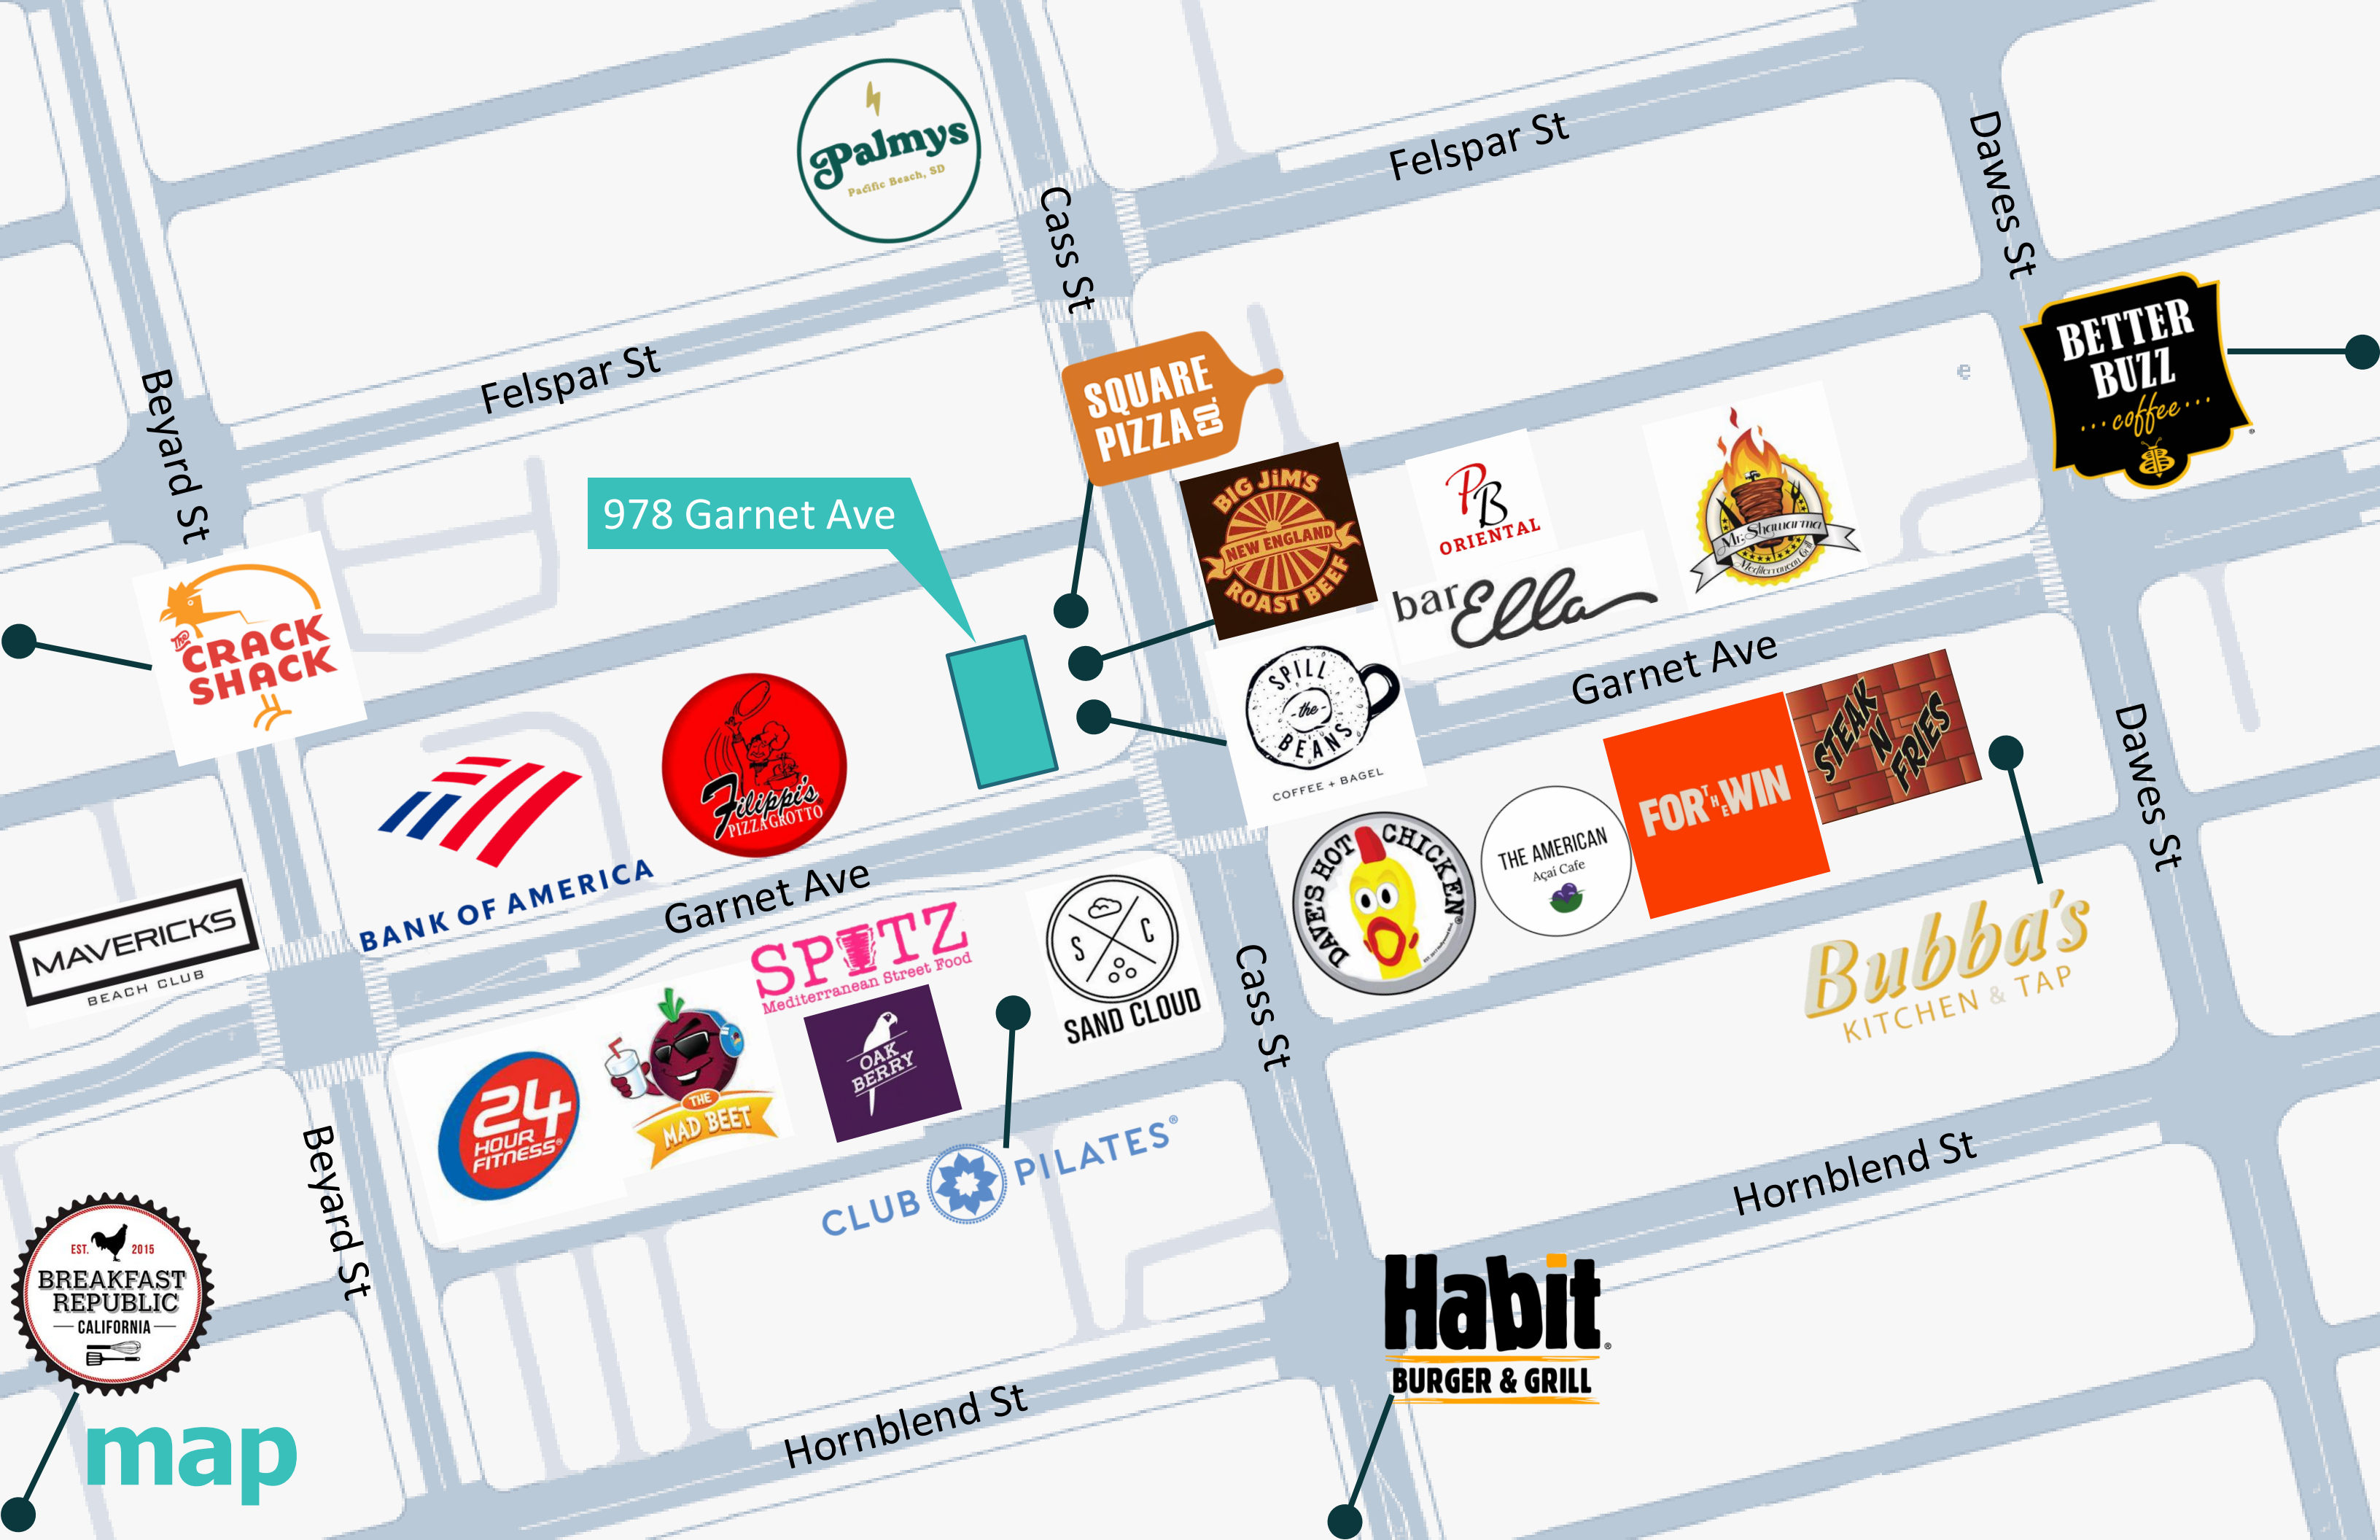 Palmys
Pacific Beach, SD
Felspar St
Dawes St
Cass St
BETTER
BUZZ
...coffee...
SQUARE
PIZZA CO.
Felspar St
Beyard St
978 Garnet Ave
BIG JiM'S
NEW ENGLAND
ROAST BEEF
PB
ORIENTAL
Mr. Shawarma
Mediterranean Grill
bar Ella
THE
CRACK
SHACK
SPILL
-the-
BEANS
COFFEE + BAGEL
Garnet Ave
STEAK
N
FRIES
FOR THE WIN
Dawes St
Filippi's
PIZZA GROTTO
BANK OF AMERICA
THE AMERICAN
Açai Cafe
DAVE'S HOT CHICKEN
Garnet Ave
MAVERICKS
BEACH CLUB
SPITZ
Mediterranean Street Food
S C
SAND CLOUD
Cass St
Bubba's
KITCHEN & TAP
OAK
BERRY
24
HOUR
FITNESS
THE
MAD BEET
CLUB PILATES®
Beyard St
Hornblend St
EST. 2015
BREAKFAST
REPUBLIC
CALIFORNIA
Habit®
BURGER & GRILL
Hornblend St
map